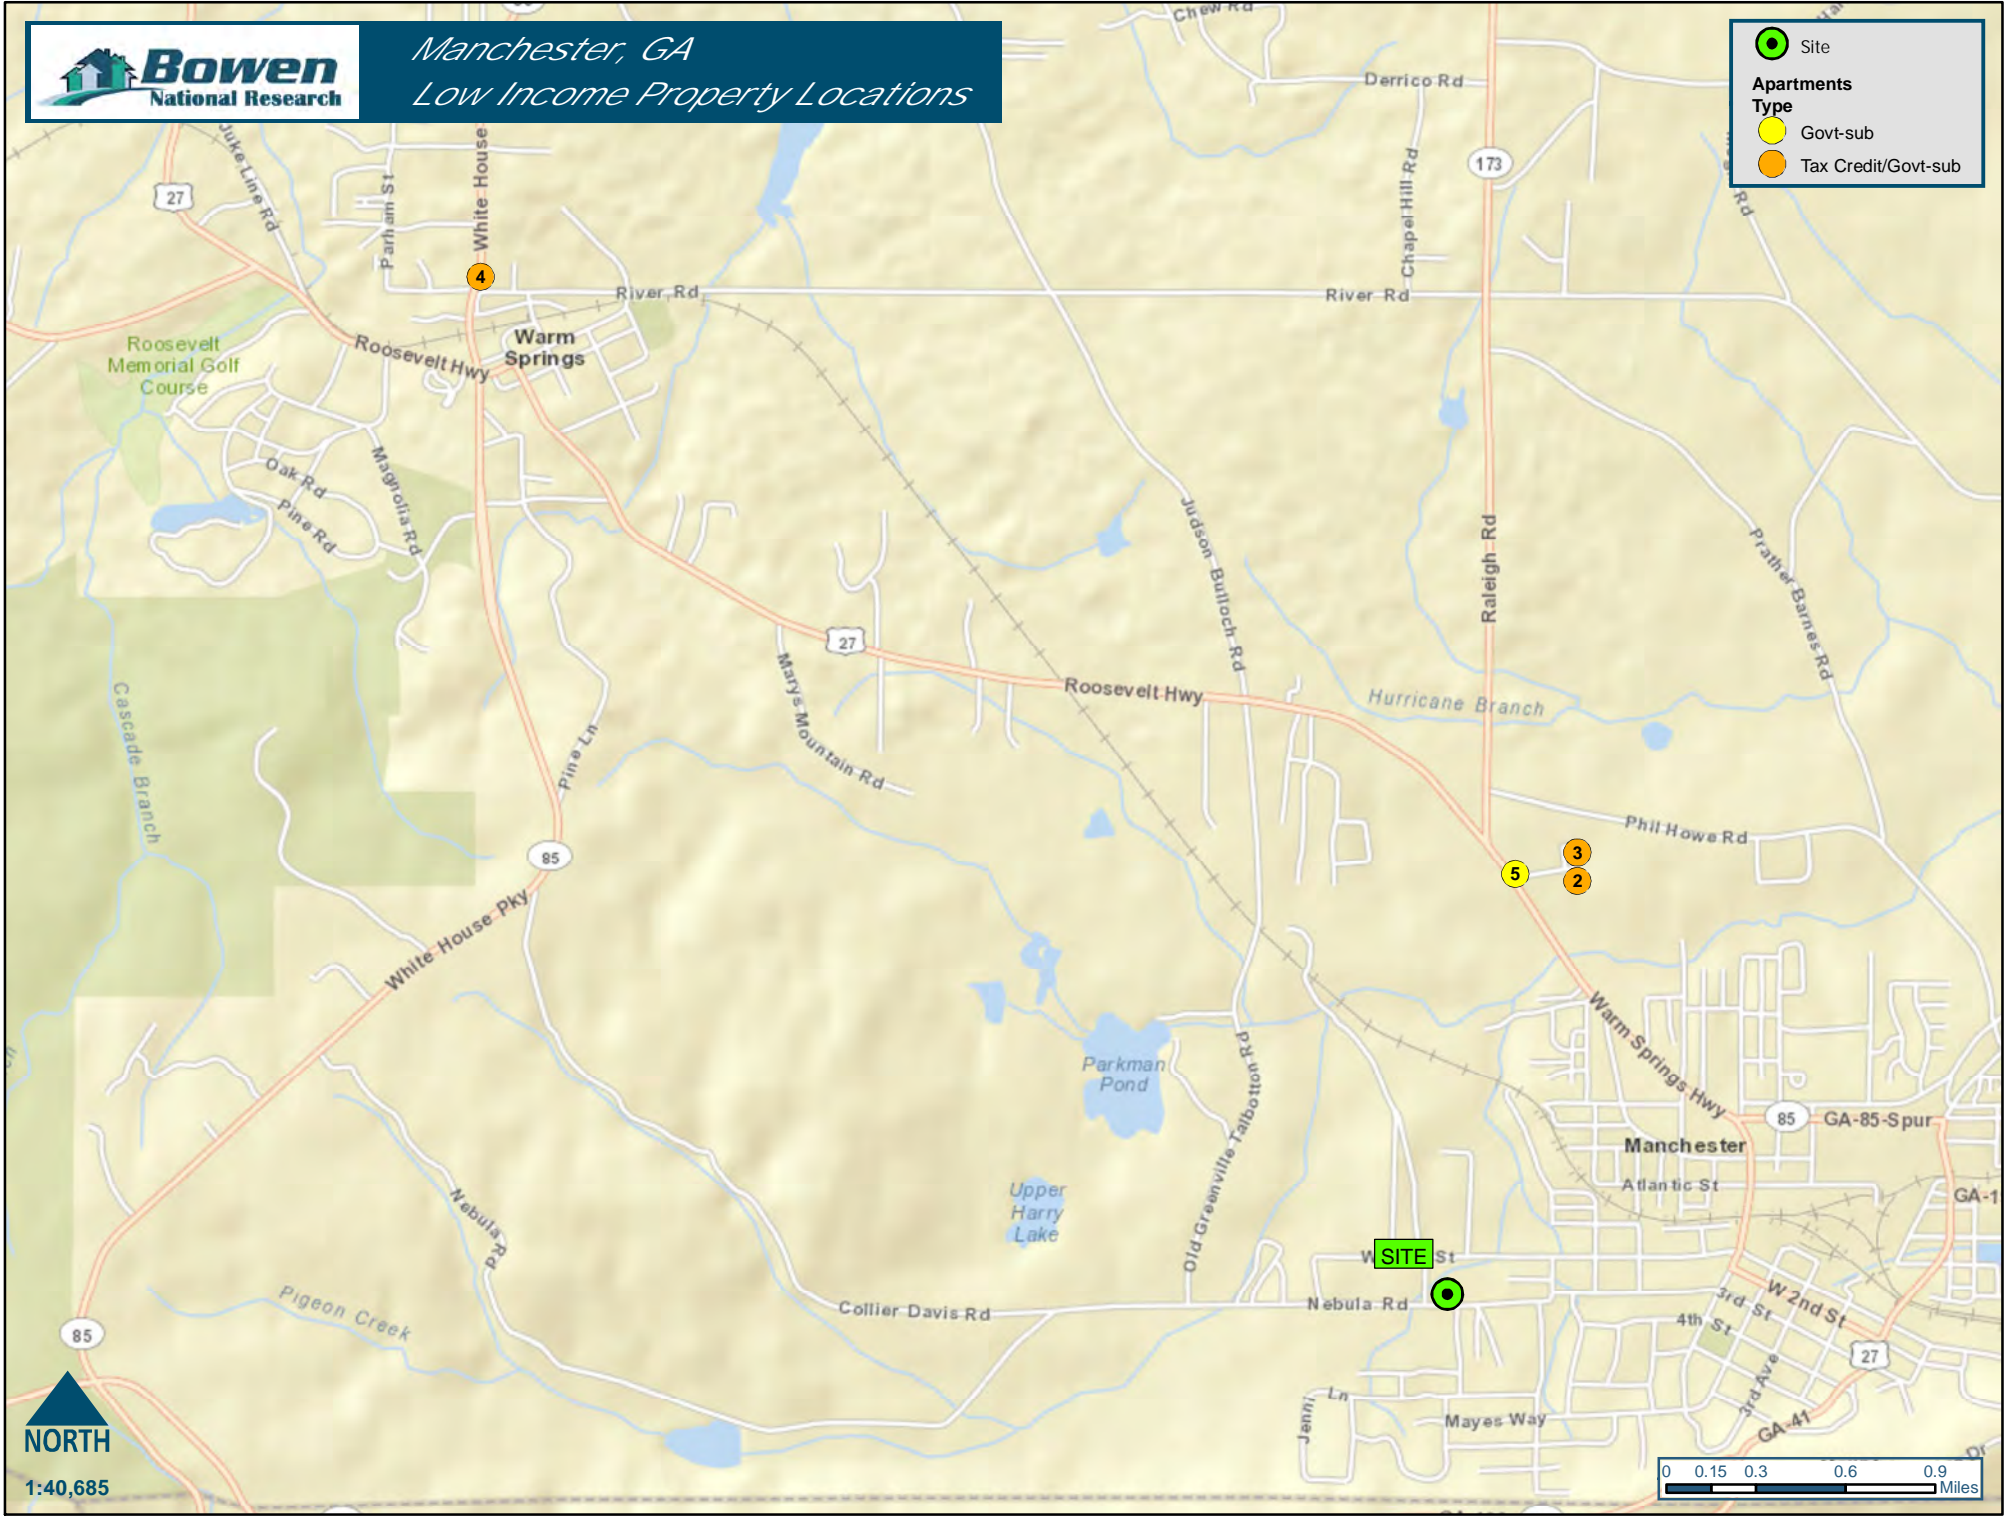 Bowen
National Research
Manchester, GA
Low Income Property Locations
Site
Apartments
Type
Govt-sub
Tax Credit/Govt-sub
Chew Rd
Derrico Rd
173
Chapel Hill Rd
Rd
27
Juke Line Rd
Parham St
White House
4
River Rd
River Rd
Warm
Springs
Roosevelt
Memorial Golf
Course
Roosevelt Hwy
Oak Rd
Pine Rd
Magnolia Rd
Judson Bulloch Rd
Raleigh Rd
Prather Barnes Rd
27
Marys Mountain Rd
Roosevelt Hwy
Hurricane Branch
Cascade Branch
Pine Ln
85
White House Pky
Phil Howe Rd
3
5
2
Warm Springs Hwy
Parkman
Pond
Old Greenville Talbotton Rd
85
GA-85-Spur
Manchester
Atlantic St
GA-1
Upper
Harry
Lake
Nebula Rd
W
SITE
St
Nebula Rd
Collier Davis Rd
Pigeon Creek
85
3rd St
W 2nd St
4th St
27
3rd Ave
GA-41
Jenni Ln
Mayes Way
Dr
NORTH
1:40,685
0 0.15 0.3 0.6 0.9
Miles